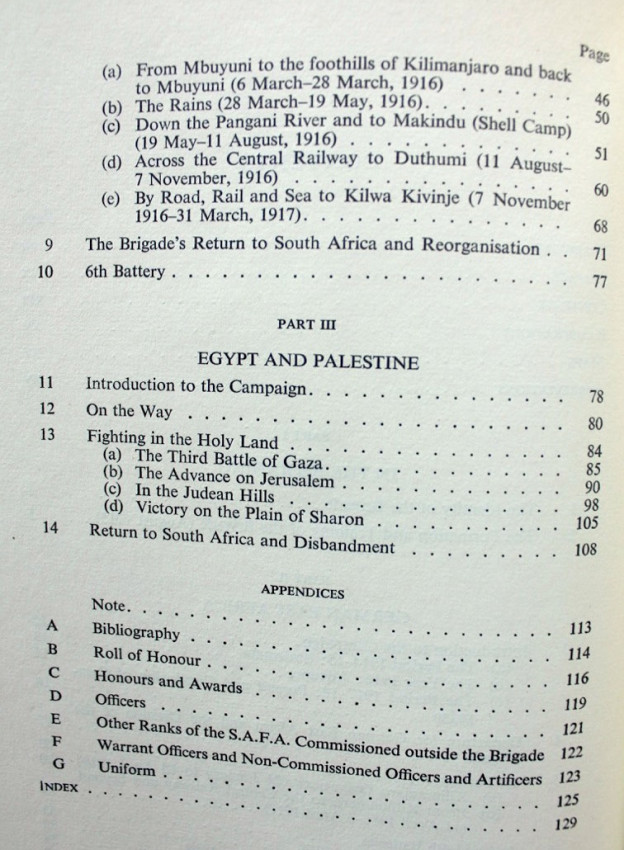 Page
(a) From Mbuyuni to the foothills of Kilimanjaro and back
to Mbuyuni (6 March–28 March, 1916) . . . . . . . 46
(b) The Rains (28 March–19 May, 1916). . . . . . . . 50
(c) Down the Pangani River and to Makindu (Shell Camp)
(19 May–11 August, 1916) . . . . . . . . . . . 51
(d) Across the Central Railway to Duthumi (11 August–
7 November, 1916) . . . . . . . . . . . . . . 60
(e) By Road, Rail and Sea to Kilwa Kivinje (7 November
1916–31 March, 1917). . . . . . . . . . . . . 68
9 The Brigade's Return to South Africa and Reorganisation . . 71
10 6th Battery . . . . . . . . . . . . . . . . . . . 77
PART III
EGYPT AND PALESTINE
11 Introduction to the Campaign. . . . . . . . . . . . 78
12 On the Way . . . . . . . . . . . . . . . . . . 80
13 Fighting in the Holy Land . . . . . . . . . . . . . 84
(a) The Third Battle of Gaza. . . . . . . . . . . . 85
(b) The Advance on Jerusalem . . . . . . . . . . . 90
(c) In the Judean Hills . . . . . . . . . . . . . . 98
(d) Victory on the Plain of Sharon . . . . . . . . . 105
14 Return to South Africa and Disbandment . . . . . . . . 108
APPENDICES
Note. . . . . . . . . . . . . . . . . . . . . 113
A Bibliography . . . . . . . . . . . . . . . . . . 114
B Roll of Honour . . . . . . . . . . . . . . . . . 116
C Honours and Awards . . . . . . . . . . . . . . . 119
D Officers . . . . . . . . . . . . . . . . . . . . 121
E Other Ranks of the S.A.F.A. Commissioned outside the Brigade 122
F Warrant Officers and Non-Commissioned Officers and Artificers 123
G Uniform . . . . . . . . . . . . . . . . . . . 125
INDEX . . . . . . . . . . . . . . . . . . . . . . 129